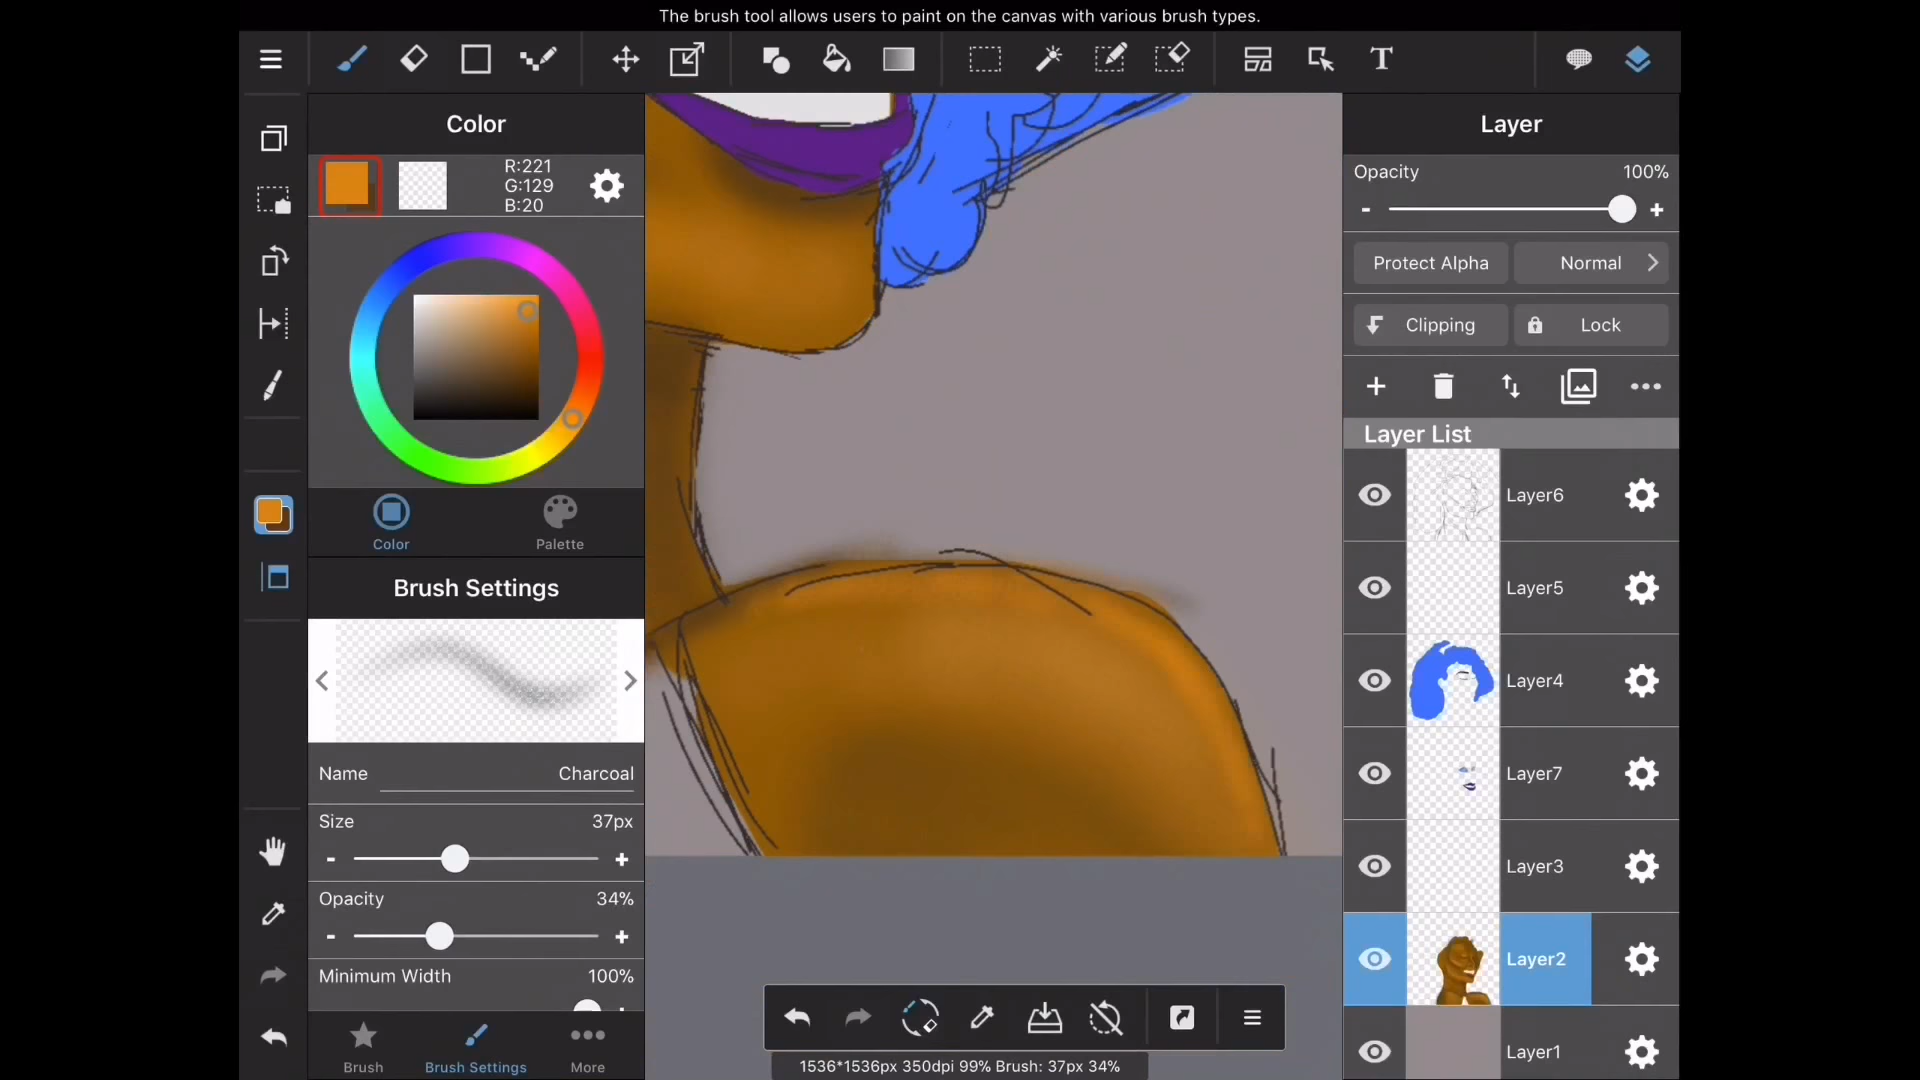 The brush tool allows users to paint on the canvas with various brush types.
T
Color
R:221
G:129
B:20
Color
Palette
Brush Settings
Name Charcoal
Size 37px
- +
Opacity 34%
- +
Minimum Width 100%
Brush
Brush Settings
More
1536*1536px 350dpi 99% Brush: 37px 34%
Layer
Opacity 100%
- +
Protect Alpha
Normal
Clipping
Lock
Layer List
Layer6
Layer5
Layer4
Layer7
Layer3
Layer2
Layer1